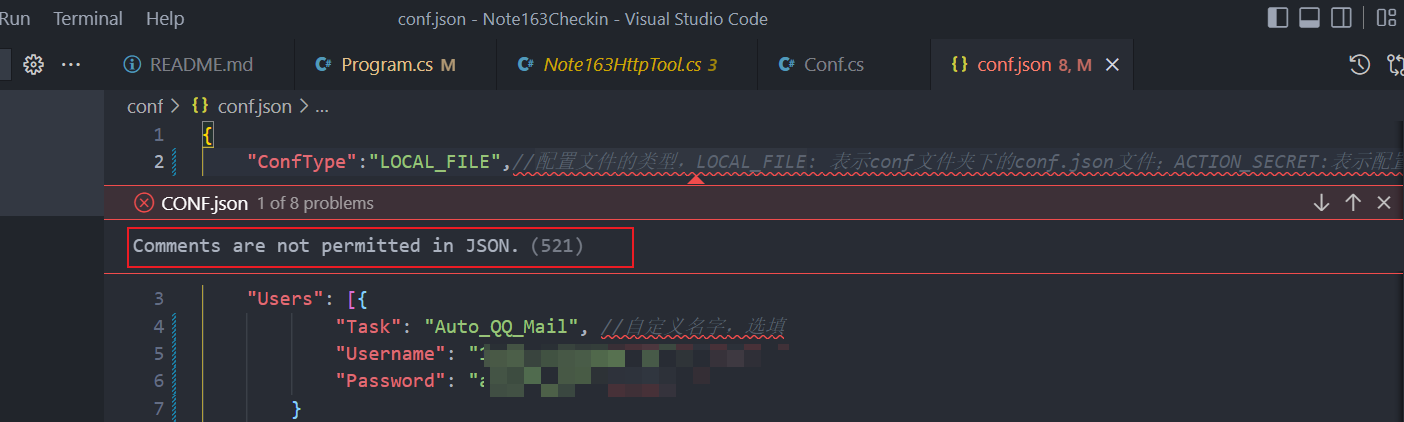 Run Terminal Help conf.json - Note163Checkin - Visual Studio Code
README.md Program.cs M Note163HttpTool.cs 3 Conf.cs {} conf.json 8, M
conf > {} conf.json > ...
1 {
2 "ConfType":"LOCAL_FILE",//配置文件的类型，LOCAL_FILE: 表示conf文件夹下的conf.json文件；ACTION_SECRET:表示配置
CONF.json 1 of 8 problems
Comments are not permitted in JSON. (521)
3 "Users": [{
4 "Task": "Auto_QQ_Mail", //自定义名字，选填
5 "Username": "
6 "Password": "a
7 }